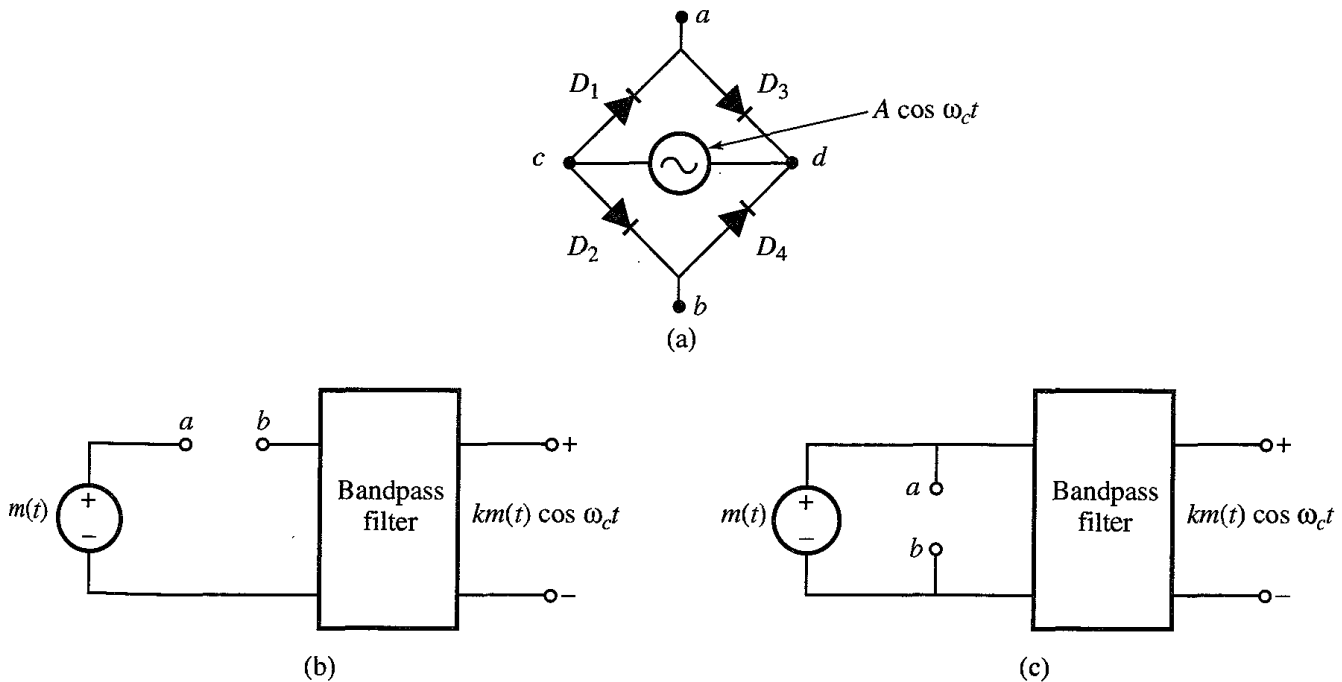 a
D₁ D₃
A cos ωct
c d
D₂ D₄
b
(a)
a b
m(t) + −
Bandpass
filter
+
km(t) cos ωct
−
(b)
m(t) + −
a
b
Bandpass
filter
+
km(t) cos ωct
−
(c)